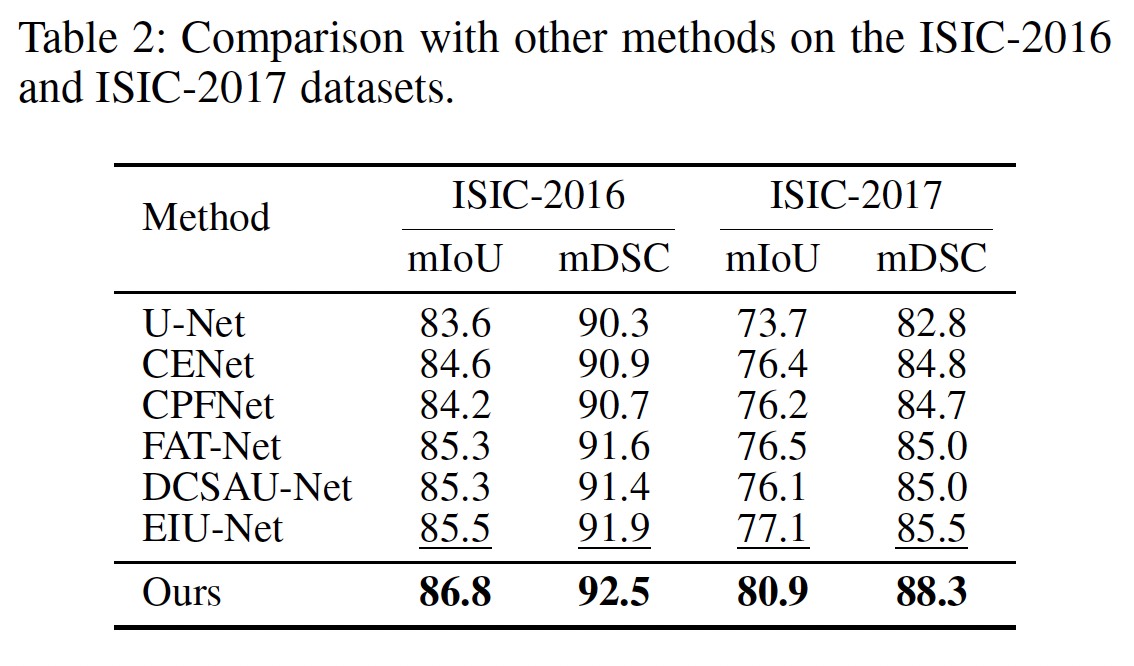 Table 2: Comparison with other methods on the ISIC-2016
and ISIC-2017 datasets.
Method ISIC-2016 ISIC-2017
mIoU mDSC mIoU mDSC
U-Net 83.6 90.3 73.7 82.8
CENet 84.6 90.9 76.4 84.8
CPFNet 84.2 90.7 76.2 84.7
FAT-Net 85.3 91.6 76.5 85.0
DCSAU-Net 85.3 91.4 76.1 85.0
EIU-Net 85.5 91.9 77.1 85.5
Ours 86.8 92.5 80.9 88.3